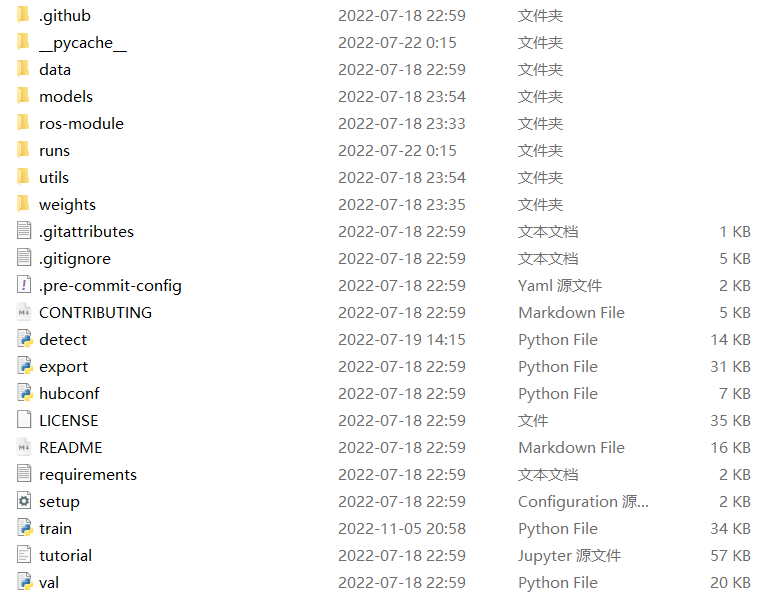 .github 2022-07-18 22:59 文件夹
__pycache__ 2022-07-22 0:15 文件夹
data 2022-07-18 22:59 文件夹
models 2022-07-18 23:54 文件夹
ros-module 2022-07-18 23:33 文件夹
runs 2022-07-22 0:15 文件夹
utils 2022-07-18 23:54 文件夹
weights 2022-07-18 23:35 文件夹
.gitattributes 2022-07-18 22:59 文本文档 1 KB
.gitignore 2022-07-18 22:59 文本文档 5 KB
.pre-commit-config 2022-07-18 22:59 Yaml 源文件 2 KB
CONTRIBUTING 2022-07-18 22:59 Markdown File 5 KB
detect 2022-07-19 14:15 Python File 14 KB
export 2022-07-18 22:59 Python File 31 KB
hubconf 2022-07-18 22:59 Python File 7 KB
LICENSE 2022-07-18 22:59 文件 35 KB
README 2022-07-18 22:59 Markdown File 16 KB
requirements 2022-07-18 22:59 文本文档 2 KB
setup 2022-07-18 22:59 Configuration 源... 2 KB
train 2022-11-05 20:58 Python File 34 KB
tutorial 2022-07-18 22:59 Jupyter 源文件 57 KB
val 2022-07-18 22:59 Python File 20 KB